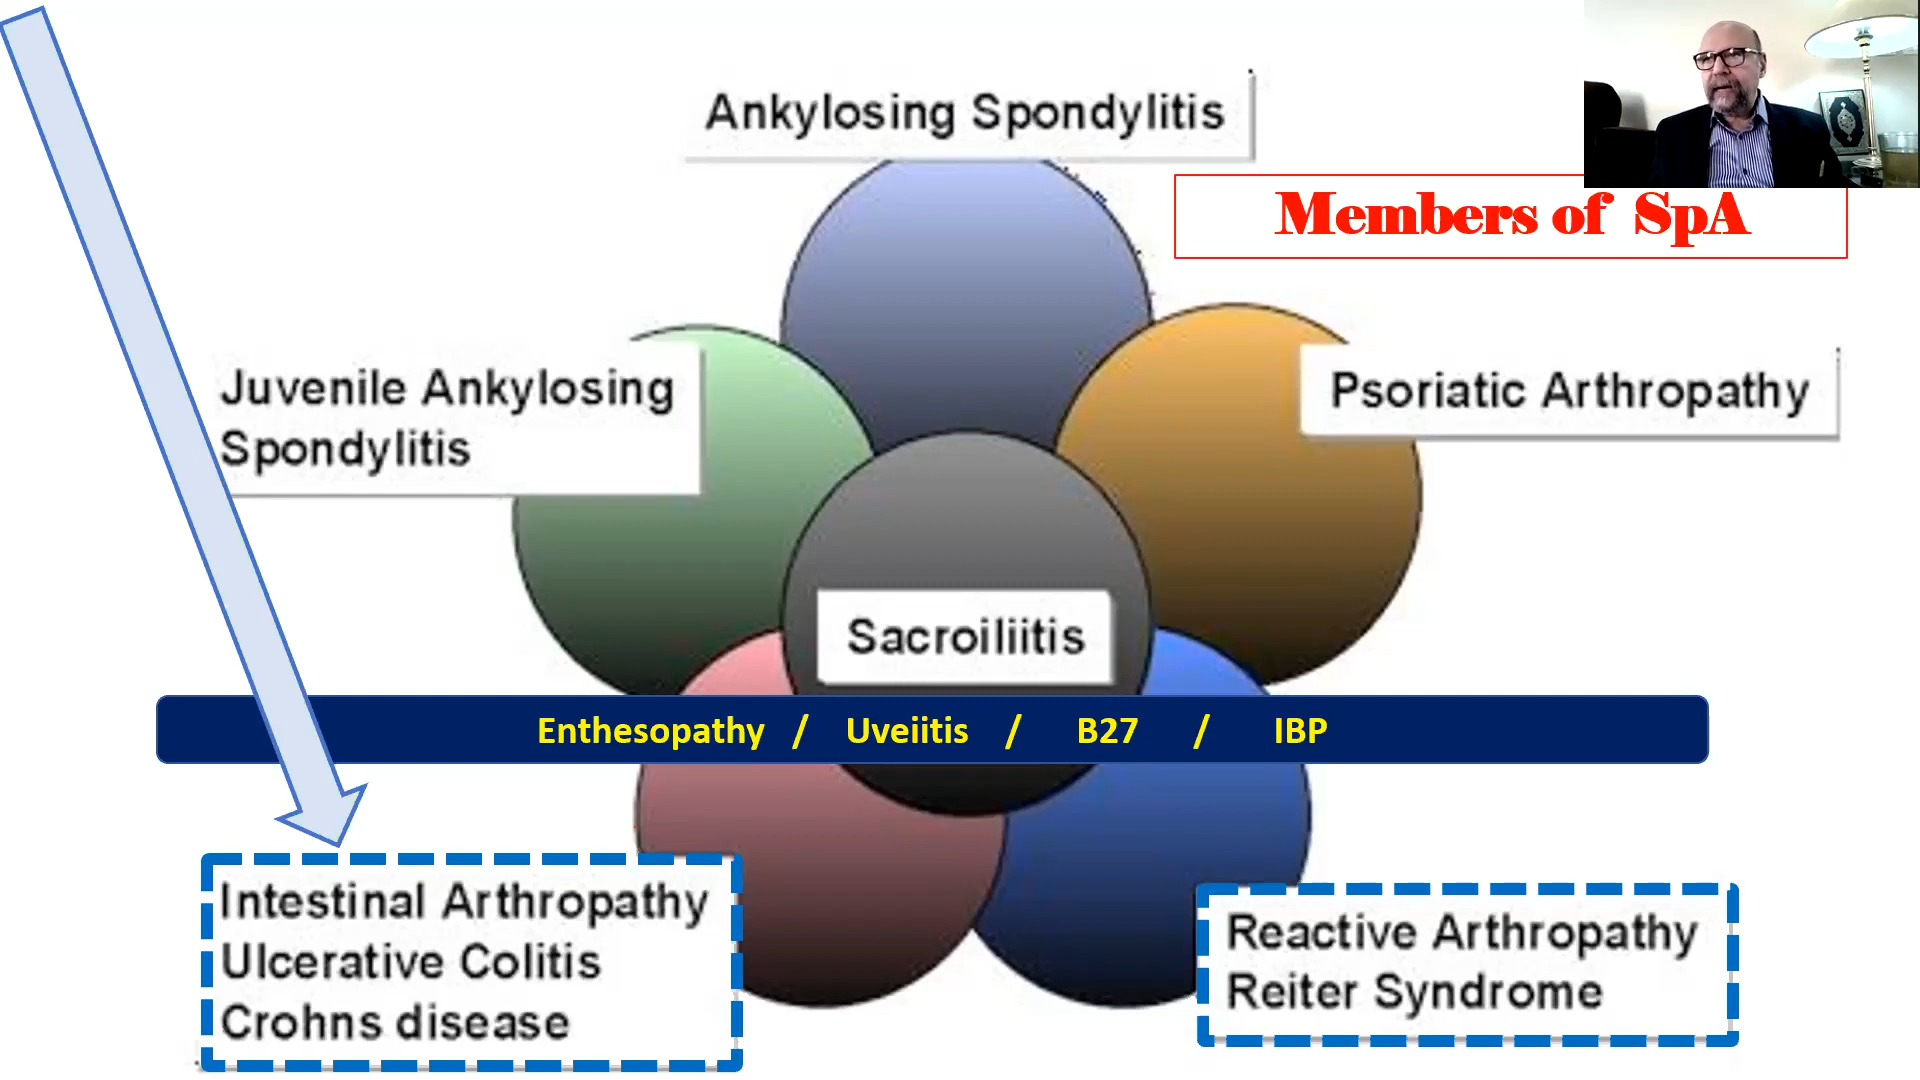 Ankylosing Spondylitis
Members of SpA
Juvenile Ankylosing
Spondylitis
Psoriatic Arthropathy
Sacroiliitis
Enthesopathy / Uveiitis / B27 / IBP
Intestinal Arthropathy
Ulcerative Colitis
Crohns disease
Reactive Arthropathy
Reiter Syndrome